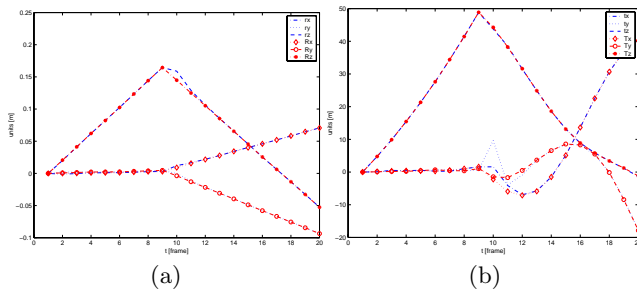 0.25
0.2
0.15
0.1
0.05
0
-0.05
-0.1
units [m]
0 2 4 6 8 10 12 14 16 18 20
t [frame]
rx
ry
rz
Rx
Ry
Rz
(a)
50
40
30
20
10
0
-10
-20
units [m]
2 4 6 8 10 12 14 16 18 20
t [frame]
tx
ty
tz
Tx
Ty
Tz
(b)